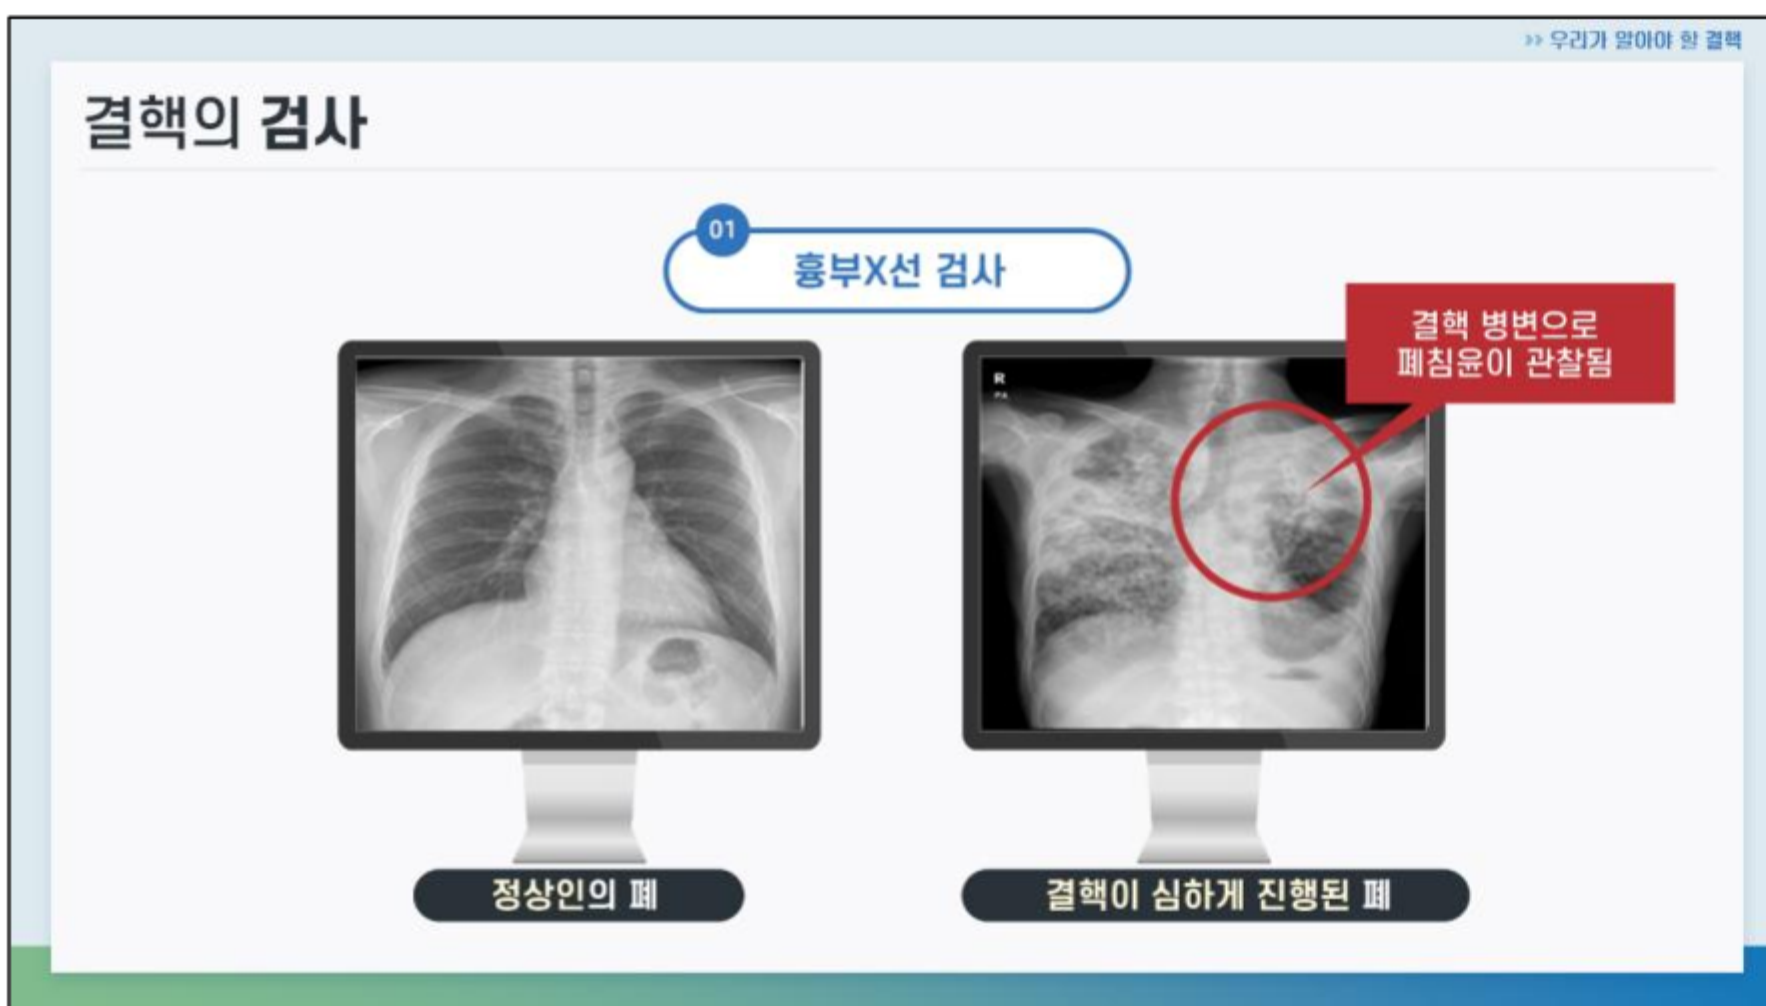 ›› 우리가 알아야 할 결핵
결핵의 검사
01
흉부X선 검사
결핵 병변으로
폐침윤이 관찰됨
R
PA
정상인의 폐
결핵이 심하게 진행된 폐